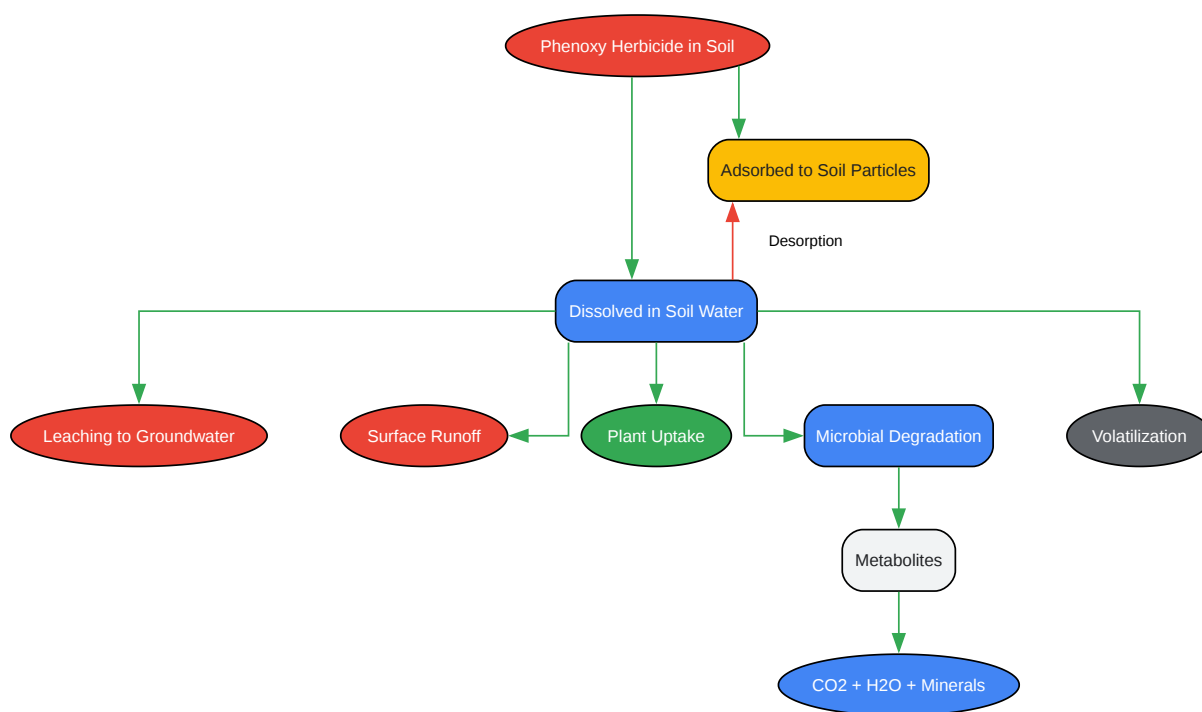 Phenoxy Herbicide in Soil
Adsorbed to Soil Particles
Desorption
Dissolved in Soil Water
Leaching to Groundwater
Surface Runoff
Plant Uptake
Microbial Degradation
Volatilization
Metabolites
CO2 + H2O + Minerals